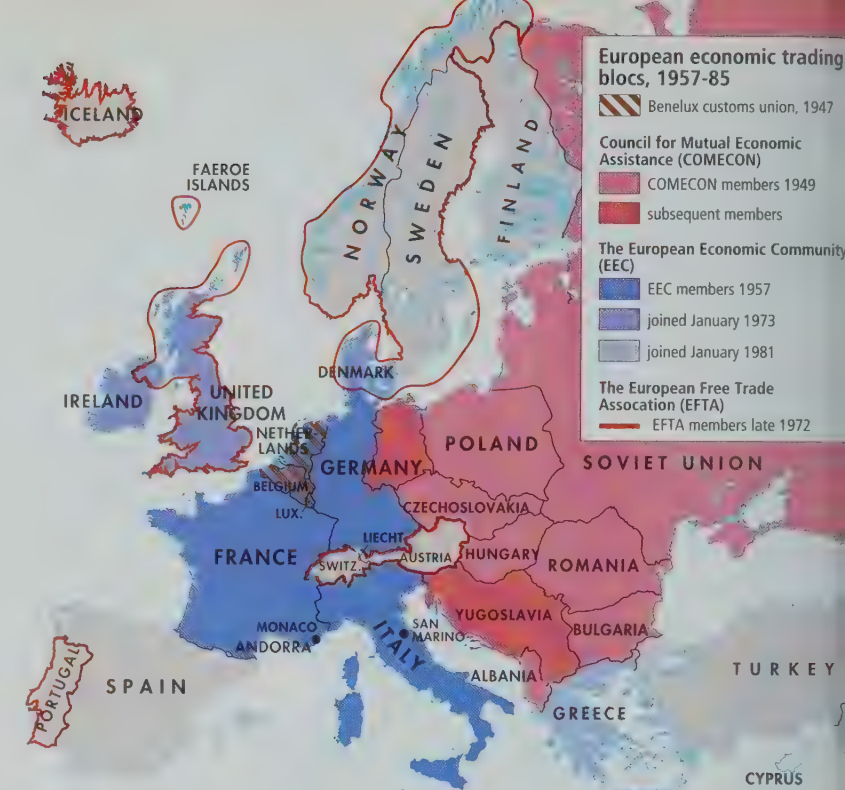 European economic trading
blocs, 1957-85
Benelux customs union, 1947
Council for Mutual Economic
Assistance (COMECON)
COMECON members 1949
subsequent members
The European Economic Community
(EEC)
EEC members 1957
joined January 1973
joined January 1981
The European Free Trade
Assocation (EFTA)
EFTA members late 1972
ICELAND
FAEROE
ISLANDS
NORWAY
SWEDEN
FINLAND
DENMARK
IRELAND
UNITED
KINGDOM
NETHER-
LANDS
BELGIUM
LUX.
GERMANY
POLAND
SOVIET UNION
CZECHOSLOVAKIA
FRANCE
LIECHT.
SWITZ.
AUSTRIA
HUNGARY
ROMANIA
MONACO
ANDORRA
SAN
MARINO
ITALY
YUGOSLAVIA
BULGARIA
ALBANIA
PORTUGAL
SPAIN
GREECE
TURKEY
CYPRUS